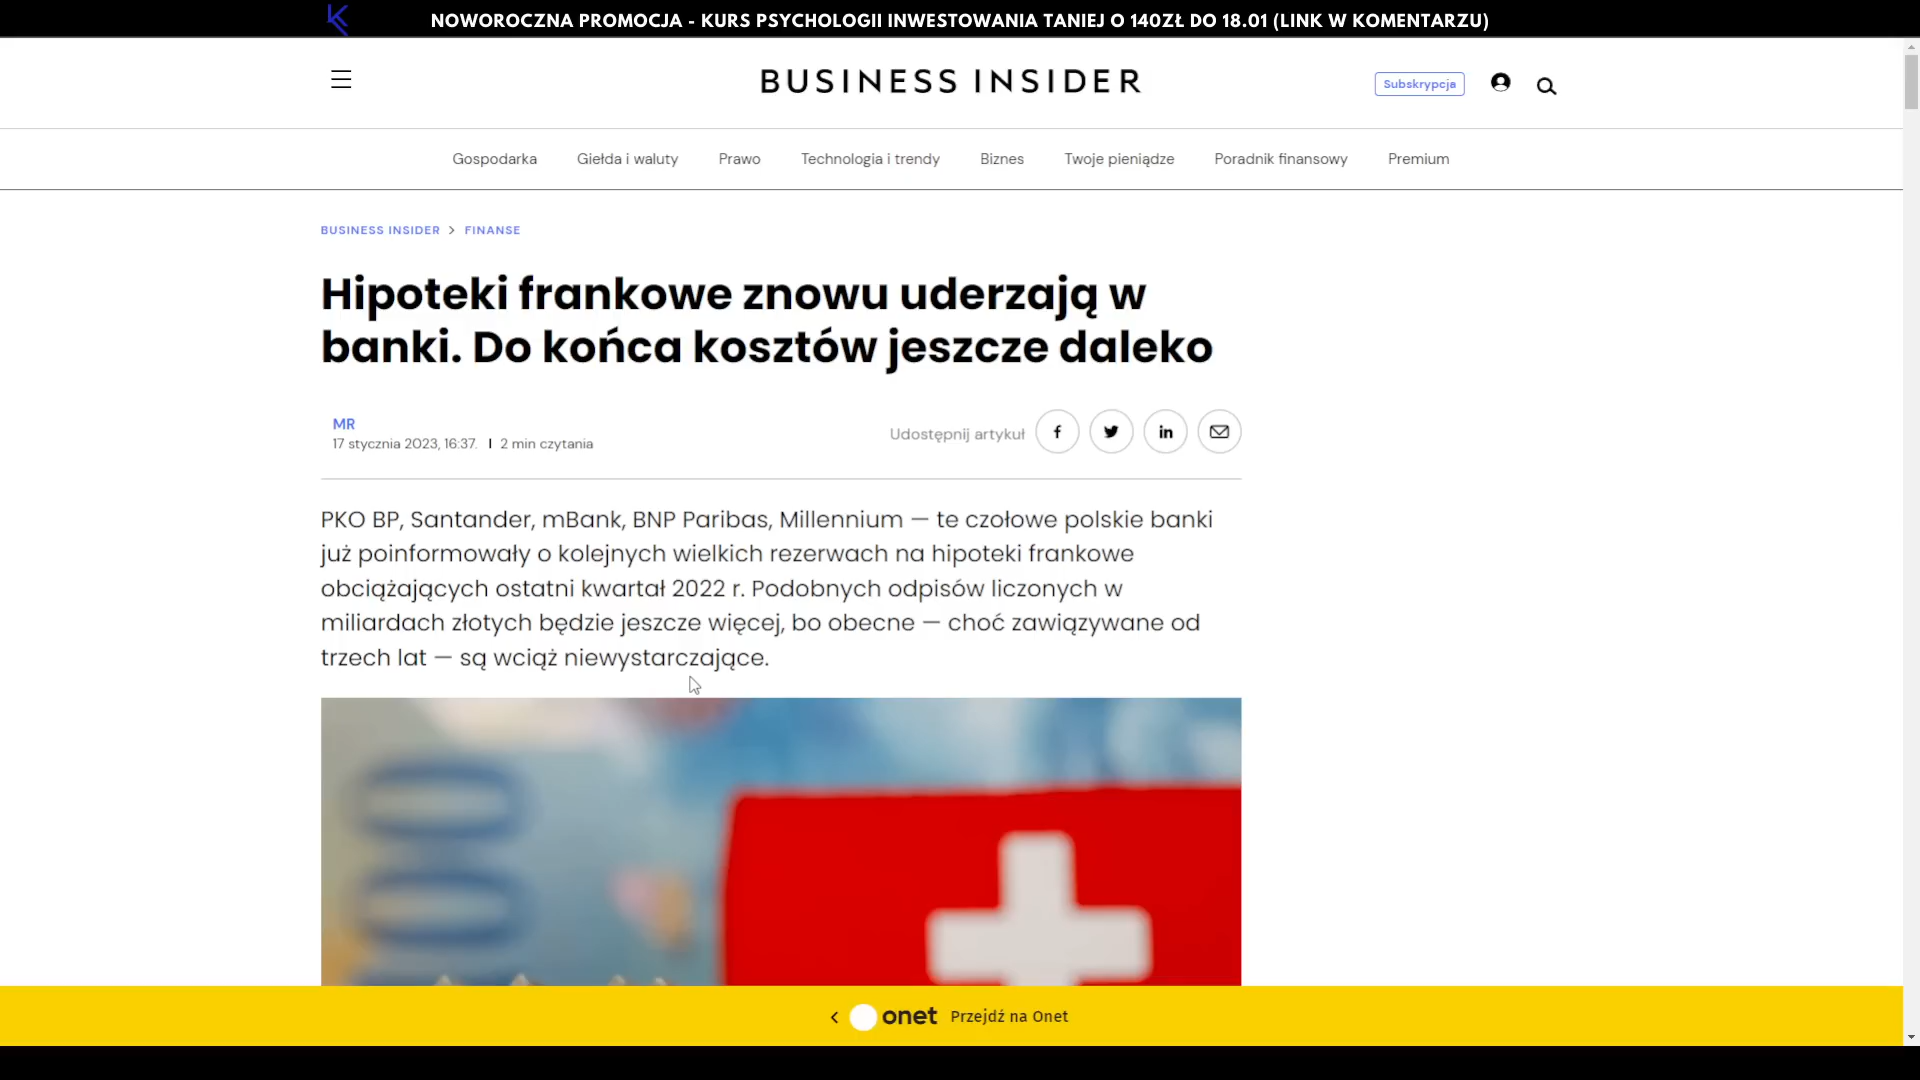 NOWOROCZNA PROMOCJA - KURS PSYCHOLOGII INWESTOWANIA TANIEJ O 140ZŁ DO 18.01 (LINK W KOMENTARZU)
BUSINESS INSIDER
Subskrypcja
Gospodarka Giełda i waluty Prawo Technologia i trendy Biznes Twoje pieniądze Poradnik finansowy Premium
BUSINESS INSIDER > FINANSE
Hipoteki frankowe znowu uderzają w
banki. Do końca kosztów jeszcze daleko
MR
17 stycznia 2023, 16:37. | 2 min czytania
Udostępnij artykuł
PKO BP, Santander, mBank, BNP Paribas, Millennium — te czołowe polskie banki
już poinformowały o kolejnych wielkich rezerwach na hipoteki frankowe
obciążających ostatni kwartał 2022 r. Podobnych odpisów liczonych w
miliardach złotych będzie jeszcze więcej, bo obecne — choć zawiązywane od
trzech lat — są wciąż niewystarczające.
onet Przejdź na Onet